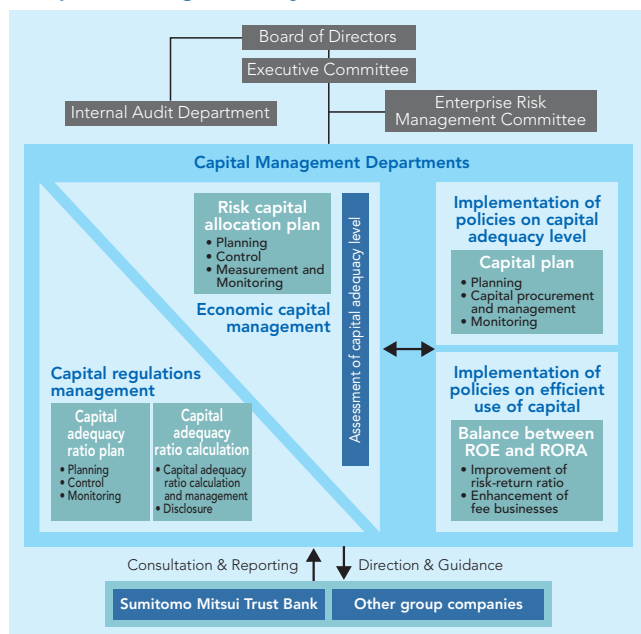 Board of Directors
Executive Committee
Internal Audit Department
Enterprise Risk
Management Committee
Capital Management Departments
Risk capital
allocation plan
• Planning
• Control
• Measurement and
Monitoring
Economic capital
management
Assessment of capital adequacy level
Capital regulations
management
Capital
adequacy
ratio plan
• Planning
• Control
• Monitoring
Capital
adequacy
ratio calculation
• Capital adequacy
ratio calculation
and management
• Disclosure
Implementation of
policies on capital
adequacy level
Capital plan
• Planning
• Capital procurement
and management
• Monitoring
Implementation of
policies on efficient
use of capital
Balance between
ROE and RORA
• Improvement of
risk-return ratio
• Enhancement of
fee businesses
Consultation & Reporting
Direction & Guidance
Sumitomo Mitsui Trust Bank
Other group companies